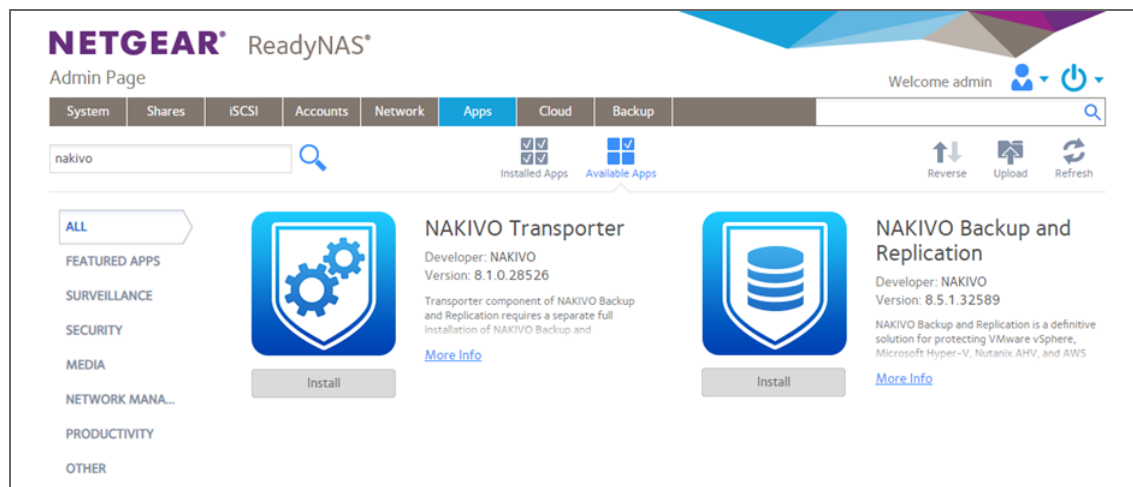 NETGEAR® ReadyNAS®
Admin Page
Welcome admin
System Shares iSCSI Accounts Network Apps Cloud Backup
nakivo
Installed Apps Available Apps
Reverse Upload Refresh
ALL
FEATURED APPS
SURVEILLANCE
SECURITY
MEDIA
NETWORK MANA...
PRODUCTIVITY
OTHER
NAKIVO Transporter
Developer: NAKIVO
Version: 8.1.0.28526
Transporter component of NAKIVO Backup
and Replication requires a separate full
installation of NAKIVO Backup and
More Info
Install
NAKIVO Backup and
Replication
Developer: NAKIVO
Version: 8.5.1.32589
NAKIVO Backup and Replication is a definitive
solution for protecting VMware vSphere,
Microsoft Hyper-V, Nutanix AHV, and AWS
More Info
Install